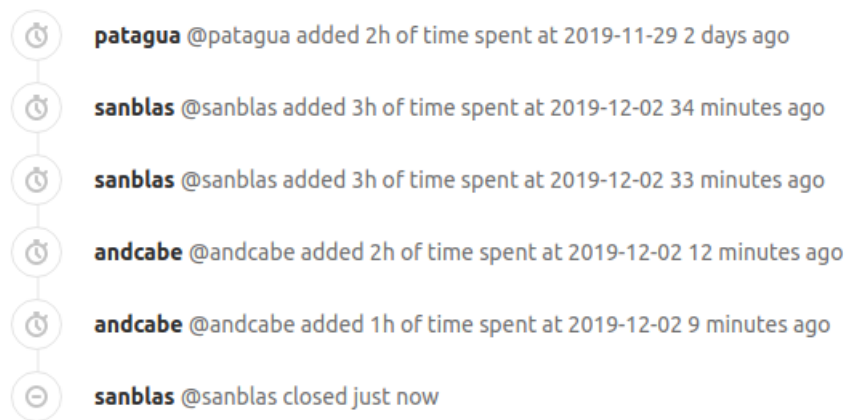 patagua @patagua added 2h of time spent at 2019-11-29 2 days ago
sanblas @sanblas added 3h of time spent at 2019-12-02 34 minutes ago
sanblas @sanblas added 3h of time spent at 2019-12-02 33 minutes ago
andcabe @andcabe added 2h of time spent at 2019-12-02 12 minutes ago
andcabe @andcabe added 1h of time spent at 2019-12-02 9 minutes ago
sanblas @sanblas closed just now